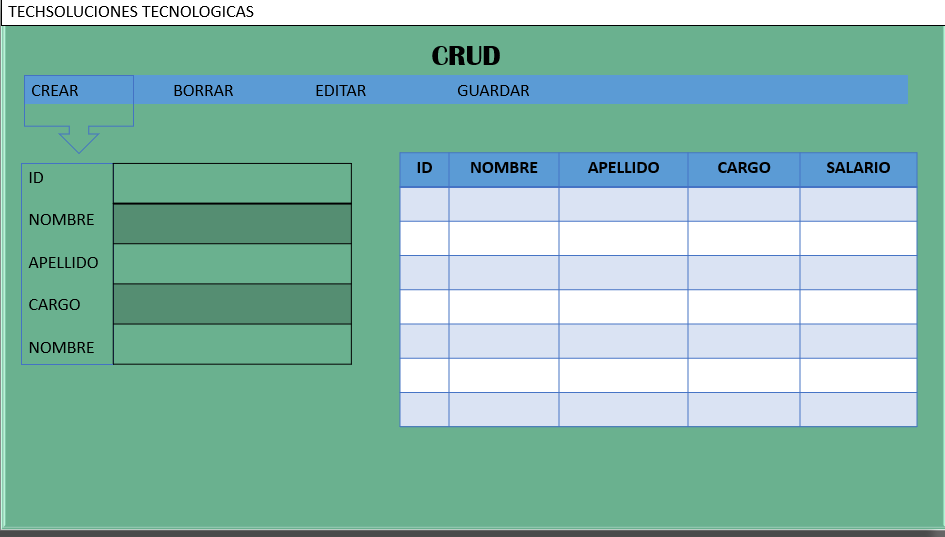 TECHSOLUCIONES TECNOLOGICAS
CRUD
CREAR BORRAR EDITAR GUARDAR
ID
NOMBRE
APELLIDO
CARGO
NOMBRE
ID NOMBRE APELLIDO CARGO SALARIO